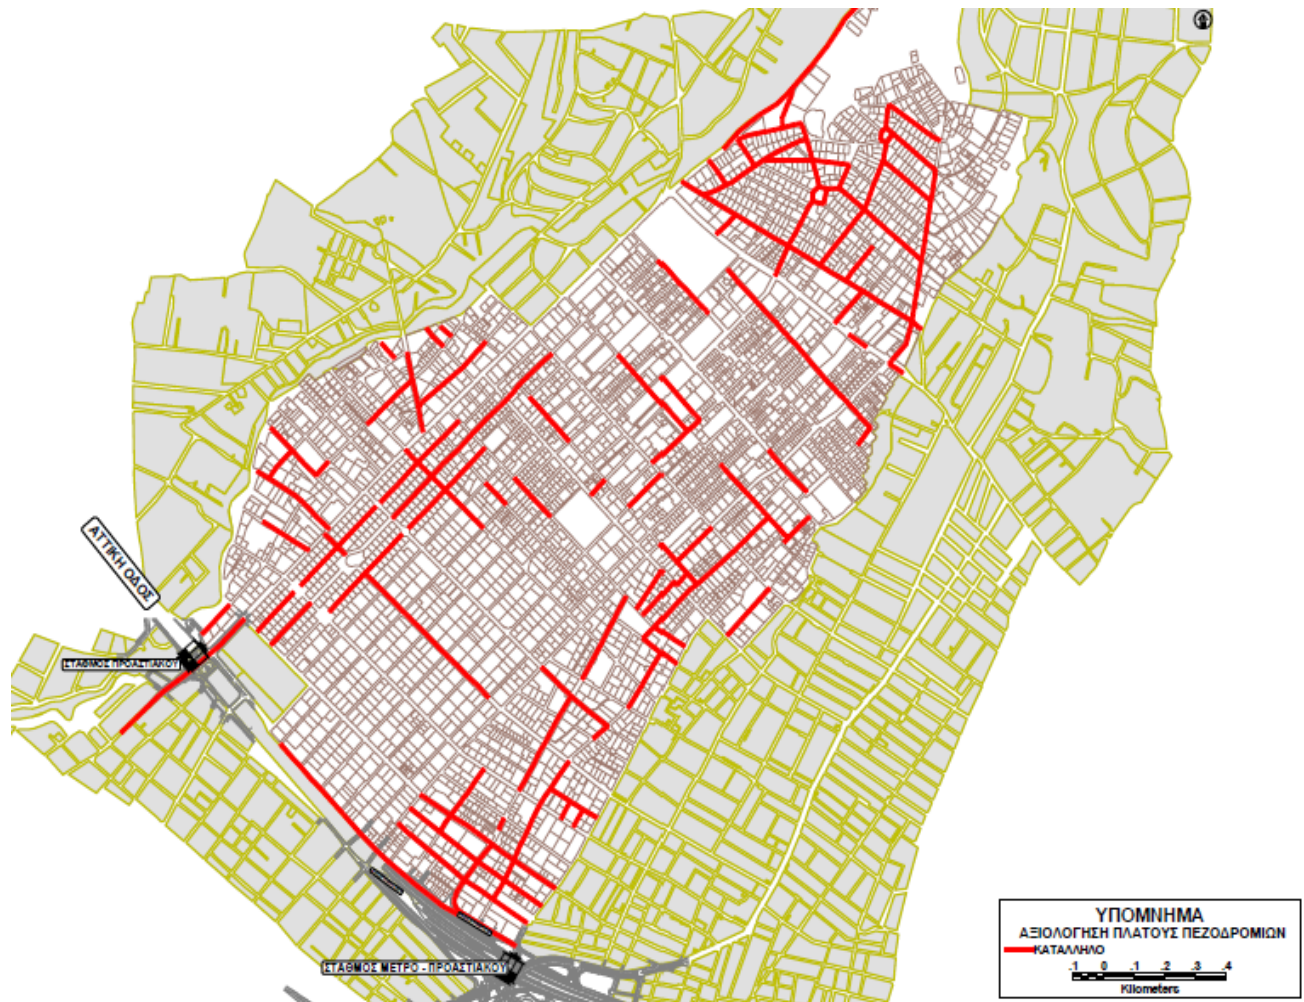 ΑΤΤΙΚΗ ΟΔΟΣ
ΣΤΑΘΜΟΣ ΠΡΟΑΣΤΙΑΚΟΥ
ΣΤΑΘΜΟΣ ΜΕΤΡΟ - ΠΡΟΑΣΤΙΑΚΟΥ
ΥΠΟΜΝΗΜΑ
ΑΞΙΟΛΟΓΗΣΗ ΠΛΑΤΟΥΣ ΠΕΖΟΔΡΟΜΙΩΝ
ΚΑΤΑΛΛΗΛΟ
.1 0 .1 .2 .3 .4
Kilometers